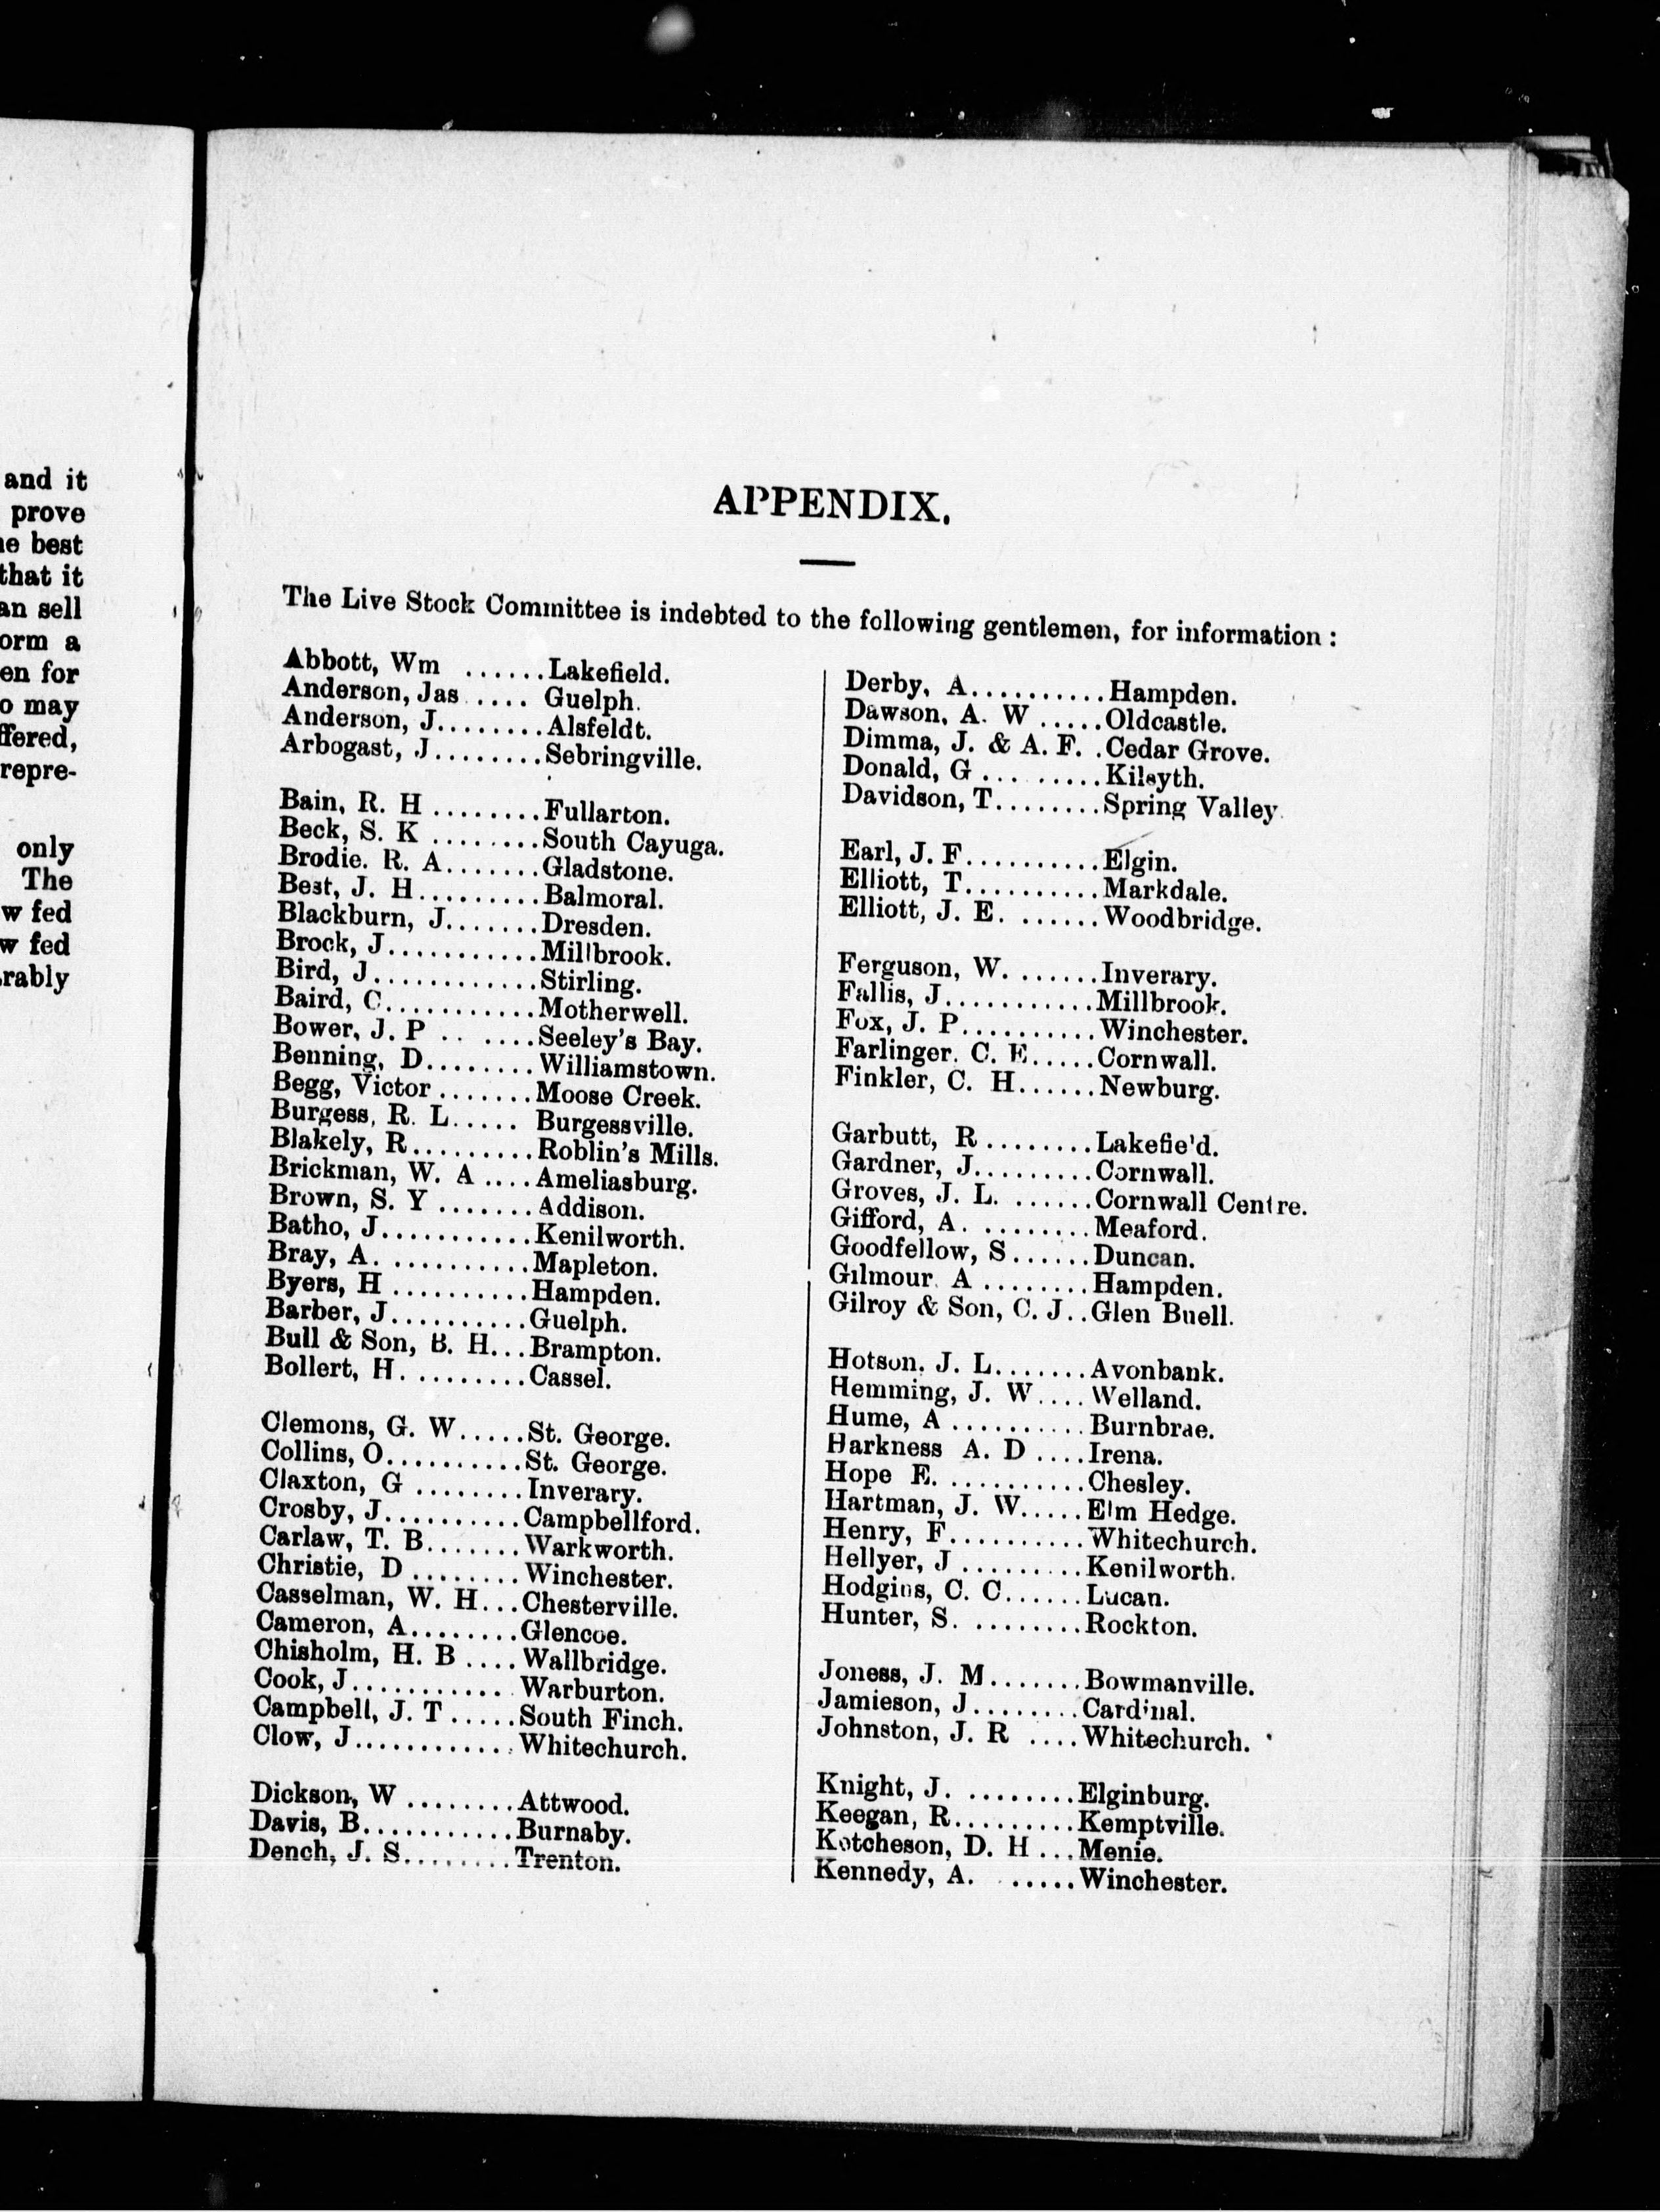 and it
prove
best
that it
sell
a
for
may
only
The
fed
fed
APPENDIX.
The Live Stock Committee is indebted to the following gentlemen, for information :
Abbott, Wm ......Lakefield.
Anderson, Jas ..... Guelph.
Anderson, J........Alsfeldt.
Arbogast, J........Sebringville.
Bain, R. H ........Fullarton.
Beck, S. K ........South Cayuga.
Brodie. R. A.......Gladstone.
Best, J. H.........Balmoral.
Blackburn, J.......Dresden.
Brock, J...........Millbrook.
Bird, J............Stirling.
Baird, C...........Motherwell.
Bower, J. P .. ....Seeley's Bay.
Benning, D........Williamstown.
Begg, Victor .......Moose Creek.
Burgess, R. L..... Burgessville.
Blakely, R.........Roblin's Mills.
Brickman, W. A ....Ameliasburg.
Brown, S. Y .......Addison.
Batho, J...........Kenilworth.
Bray, A. ..........Mapleton.
Byers, H ..........Hampden.
Barber, J..........Guelph.
Bull & Son, B. H...Brampton.
Bollert, H. .........Cassel.
Clemons, G. W.....St. George.
Collins, O..........St. George.
Claxton, G ........Inverary.
Crosby, J..........Campbellford.
Carlaw, T. B.......Warkworth.
Christie, D ........Winchester.
Casselman, W. H...Chesterville.
Cameron, A........Glencoe.
Chisholm, H. B ....Wallbridge.
Cook, J............Warburton.
Campbell, J. T .....South Finch.
Clow, J............Whitechurch.
Dickson, W ........Attwood.
Davis, B...........Burnaby.
Dench, J. S........Trenton.
Derby, A..........Hampden.
Dawson, A. W .....Oldcastle.
Dimma, J. & A. F. .Cedar Grove.
Donald, G .........Kilsyth.
Davidson, T........Spring Valley.
Earl, J. F..........Elgin.
Elliott, T..........Markdale.
Elliott, J. E. ......Woodbridge.
Ferguson, W. ......Inverary.
Fallis, J...........Millbrook.
Fox, J. P..........Winchester.
Farlinger. C. E.....Cornwall.
Finkler, C. H......Newburg.
Garbutt, R ........Lakefie'd.
Gardner, J.........Cornwall.
Groves, J. L. ......Cornwall Centre.
Gifford, A. ........Meaford.
Goodfellow, S......Duncan.
Gilmour. A ........Hampden.
Gilroy & Son, C. J..Glen Buell.
Hotson. J. L.......Avonbank.
Hemming, J. W....Welland.
Hume, A ..........Burnbrae.
Harkness A. D ....Irena.
Hope E. ..........Chesley.
Hartman, J. W.....Elm Hedge.
Henry, F..........Whitechurch.
Hellyer, J .........Kenilworth.
Hodgins, C. C......Lucan.
Hunter, S. ........Rockton.
Joness, J. M.......Bowmanville.
Jamieson, J........Card'nal.
Johnston, J. R ....Whitechurch.
Knight, J. ........Elginburg.
Keegan, R.........Kemptville.
Ketcheson, D. H ...Menie.
Kennedy, A. ......Winchester.